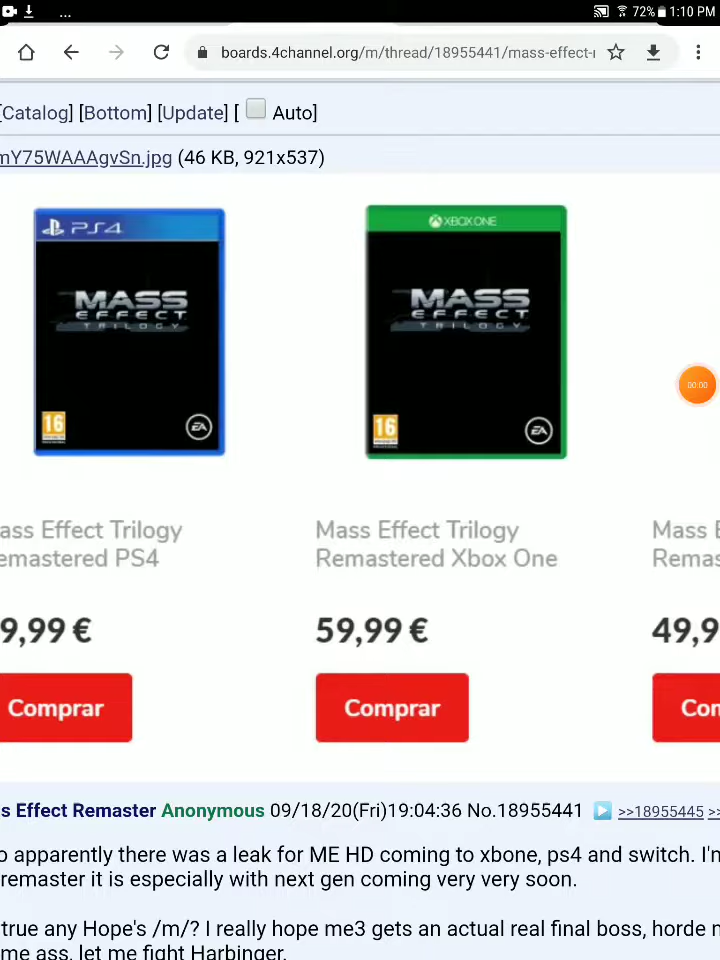 ... 72% 1:10 PM
boards.4channel.org/m/thread/18955441/mass-effect-r
[Catalog] [Bottom] [Update] [ Auto]
mY75WAAAgvSn.jpg (46 KB, 921x537)
PS4
XBOX ONE
MASS EFFECT TRILOGY
MASS EFFECT TRILOGY
16
EA
16
EA
00:00
ass Effect Trilogy
emastered PS4
Mass Effect Trilogy
Remastered Xbox One
Mass E
Remas
9,99 €
59,99 €
49,9
Comprar
Comprar
Com
s Effect Remaster Anonymous 09/18/20(Fri)19:04:36 No.18955441 >>18955445 >>
o apparently there was a leak for ME HD coming to xbone, ps4 and switch. I'm
remaster it is especially with next gen coming very very soon.
true any Hope's /m/? I really hope me3 gets an actual real final boss, horde m
me ass, let me fight Harbinger.